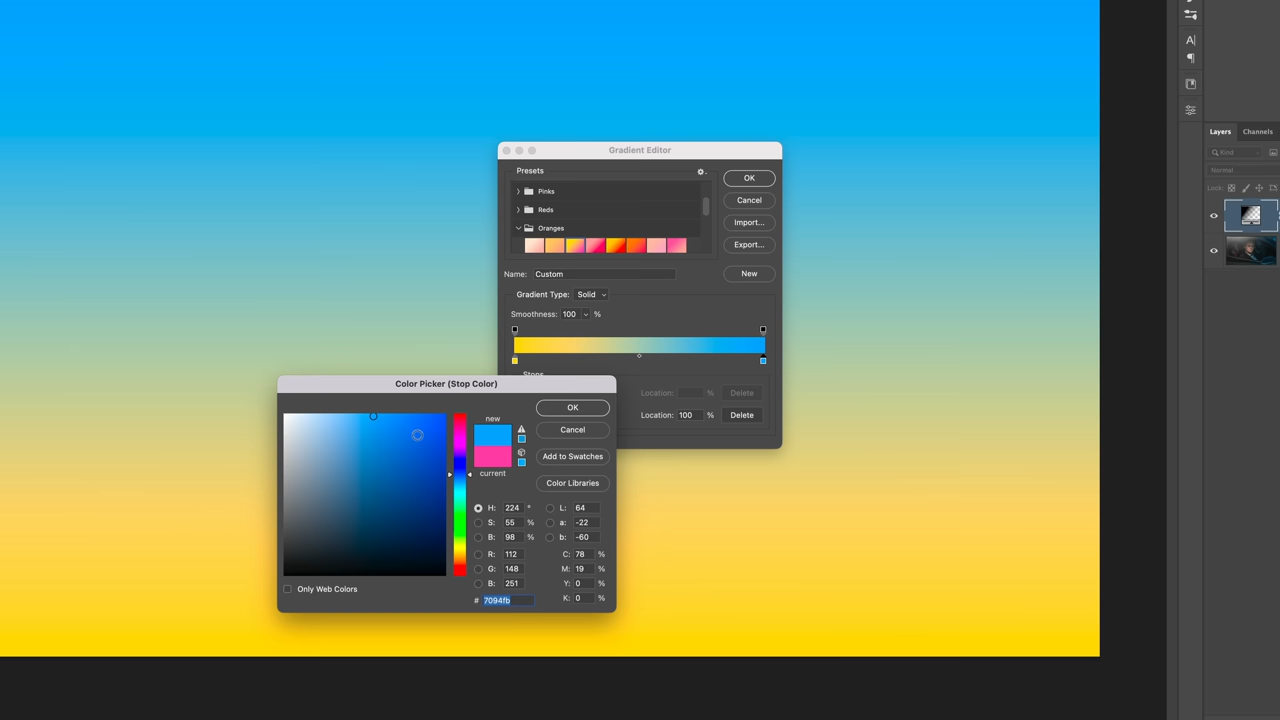 A|
¶
Layers Channels
Kind
Normal
Lock:
Gradient Editor
Presets
Pinks
Reds
Oranges
OK
Cancel
Import...
Export...
Name: Custom
New
Gradient Type: Solid
Smoothness: 100 %
Stops
Location: %
Delete
Location: 100 %
Delete
Color Picker (Stop Color)
new
current
OK
Cancel
Add to Swatches
Color Libraries
H: 224 ° L: 64
S: 55 % a: -22
B: 98 % b: -60
R: 112 C: 78 %
G: 148 M: 19 %
B: 251 Y: 0 %
# 7094fb K: 0 %
Only Web Colors